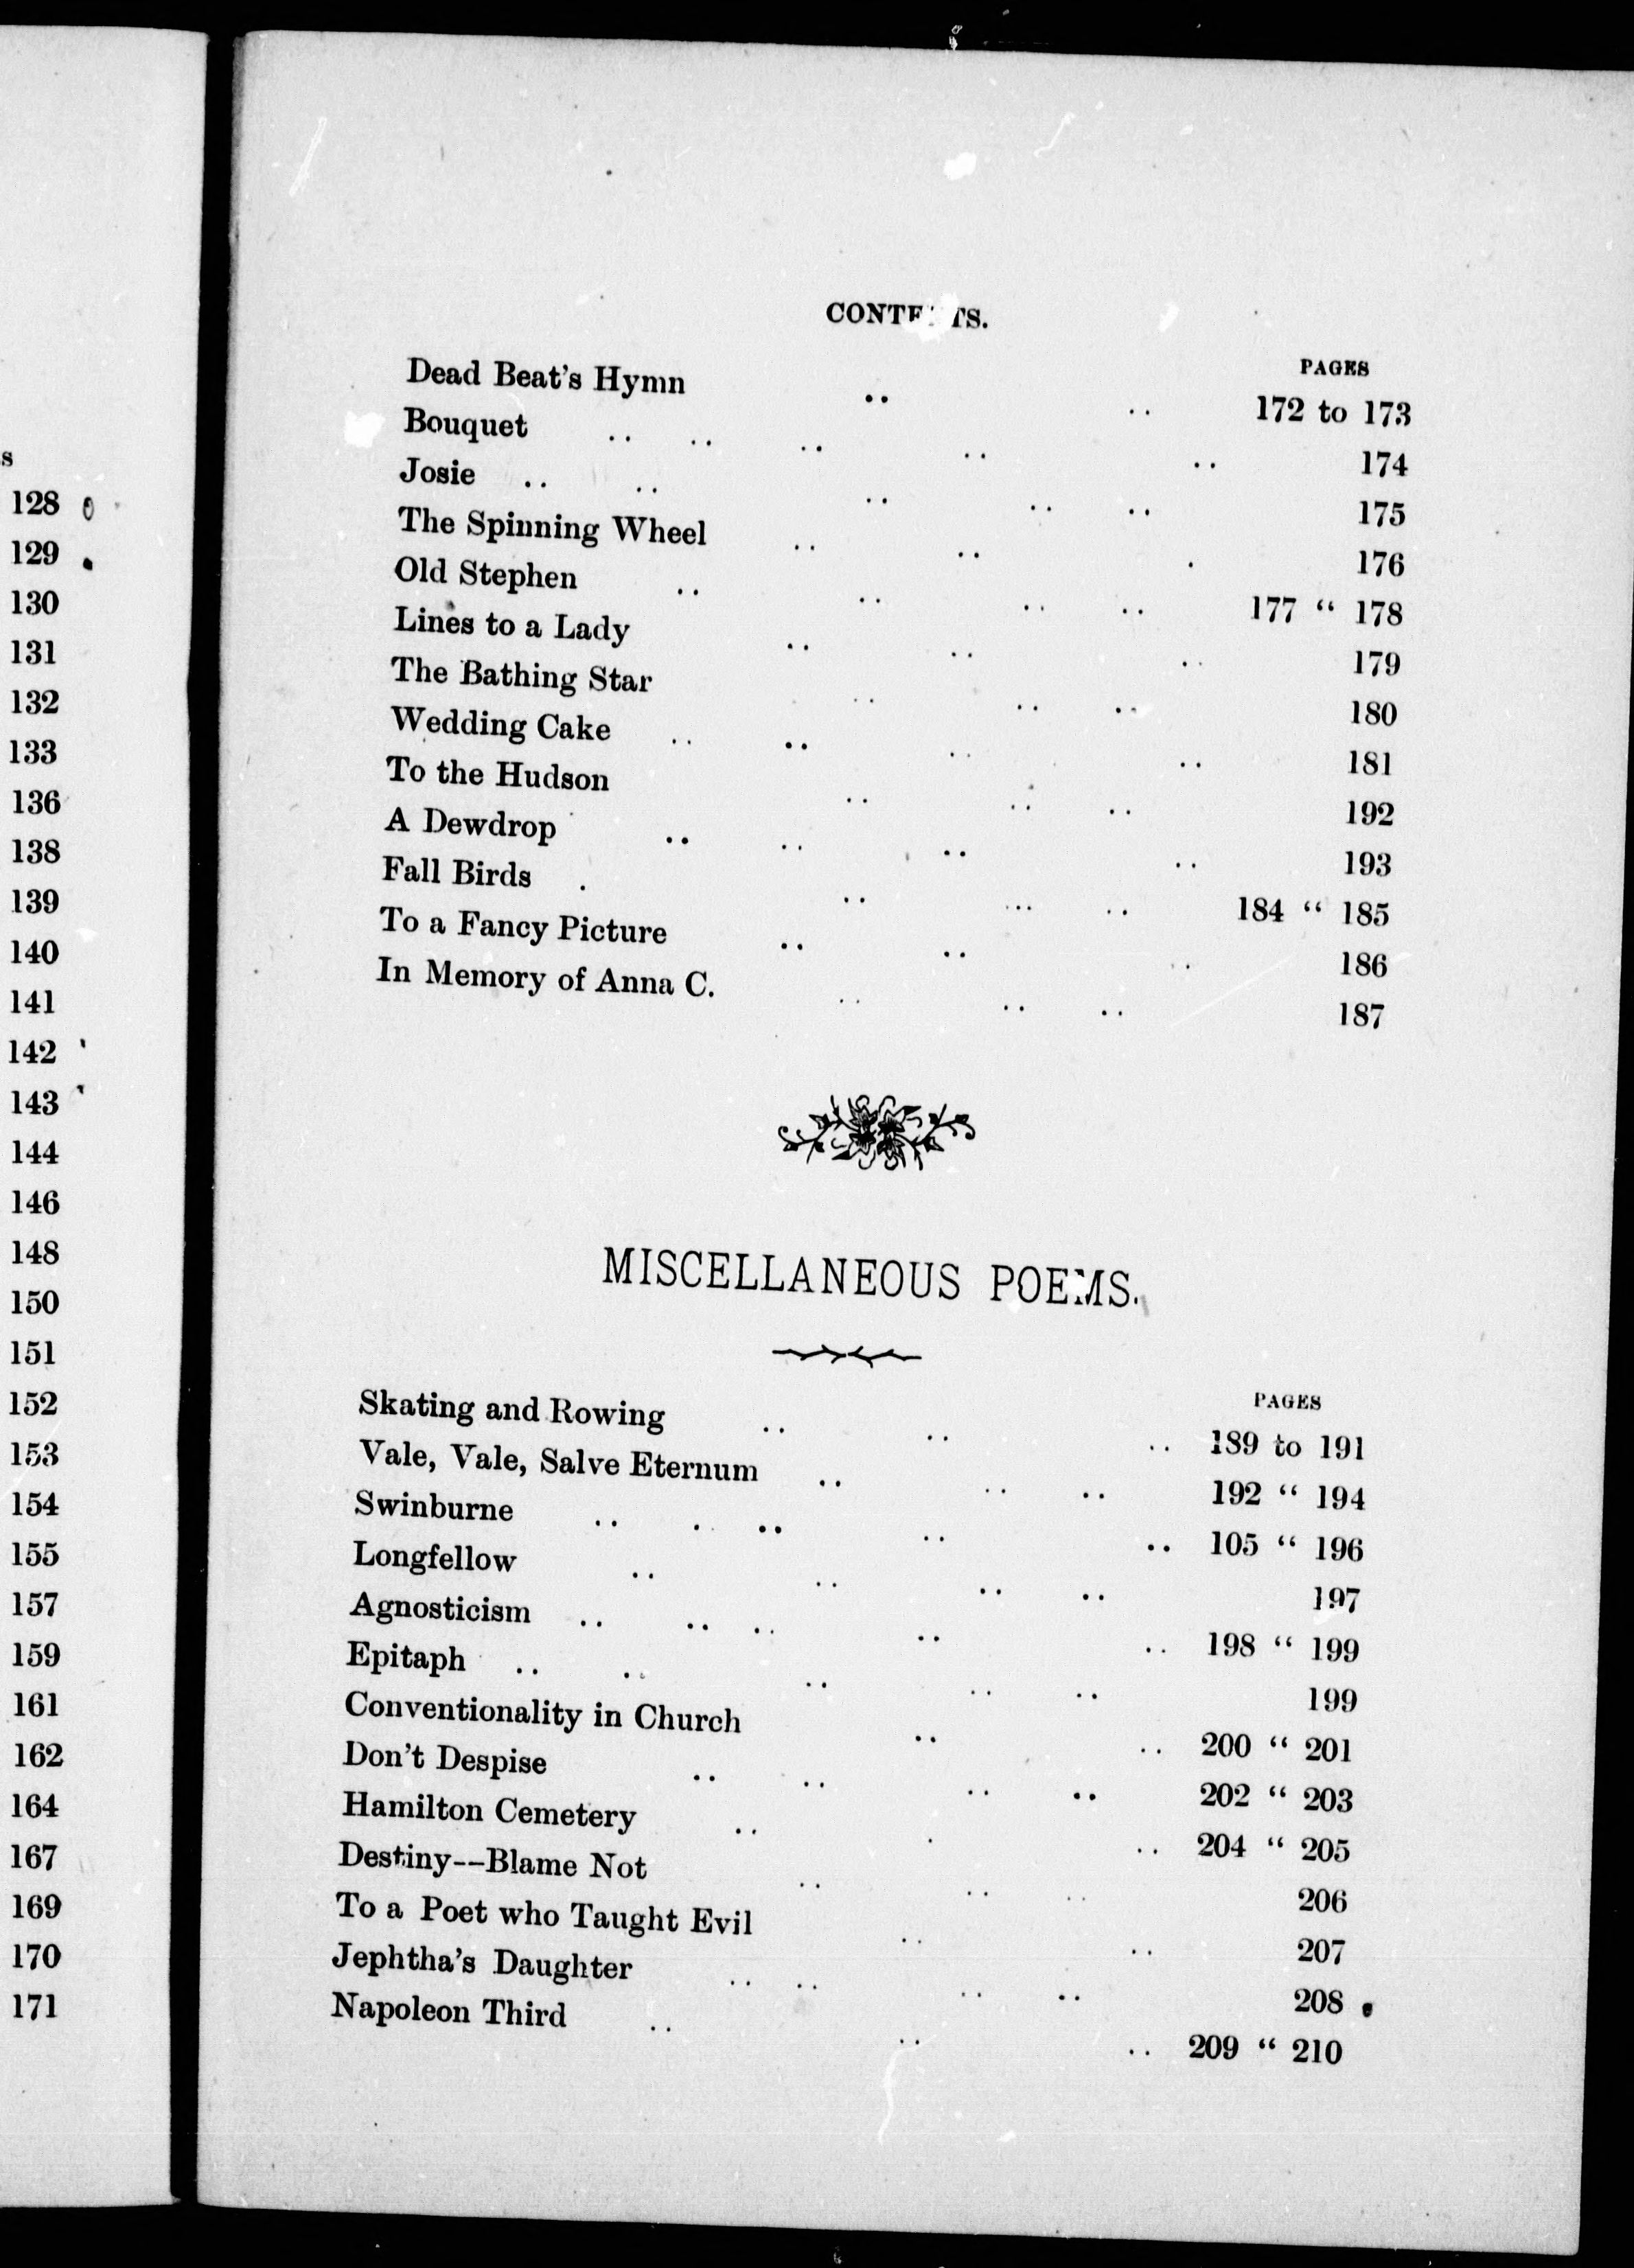 s
128
129
130
131
132
133
136
138
139
140
141
142
143
144
146
148
150
151
152
153
154
155
157
159
161
162
164
167
169
170
171
CONTENTS.
PAGES
Dead Beat's Hymn .. .. 172 to 173
Bouquet .. .. .. .. .. 174
Josie .. .. .. .. .. 175
The Spinning Wheel .. .. . 176
Old Stephen .. .. .. .. 177 “ 178
Lines to a Lady .. .. .. 179
The Bathing Star .. .. .. 180
Wedding Cake .. .. .. .. 181
To the Hudson .. .. .. 192
A Dewdrop .. .. .. .. 193
Fall Birds . .. .. .. 184 “ 185
To a Fancy Picture .. .. .. 186
In Memory of Anna C. .. .. .. 187
MISCELLANEOUS POEMS.
PAGES
Skating and Rowing .. .. .. 189 to 191
Vale, Vale, Salve Eternum .. .. .. 192 “ 194
Swinburne .. . .. .. .. 105 “ 196
Longfellow .. .. .. .. 197
Agnosticism .. .. .. .. .. 198 “ 199
Epitaph .. .. .. .. .. 199
Conventionality in Church .. .. 200 “ 201
Don't Despise .. .. .. .. 202 “ 203
Hamilton Cemetery .. . .. 204 “ 205
Destiny--Blame Not .. .. .. 206
To a Poet who Taught Evil .. .. 207
Jephtha's Daughter .. .. .. .. 208
Napoleon Third .. .. .. 209 “ 210